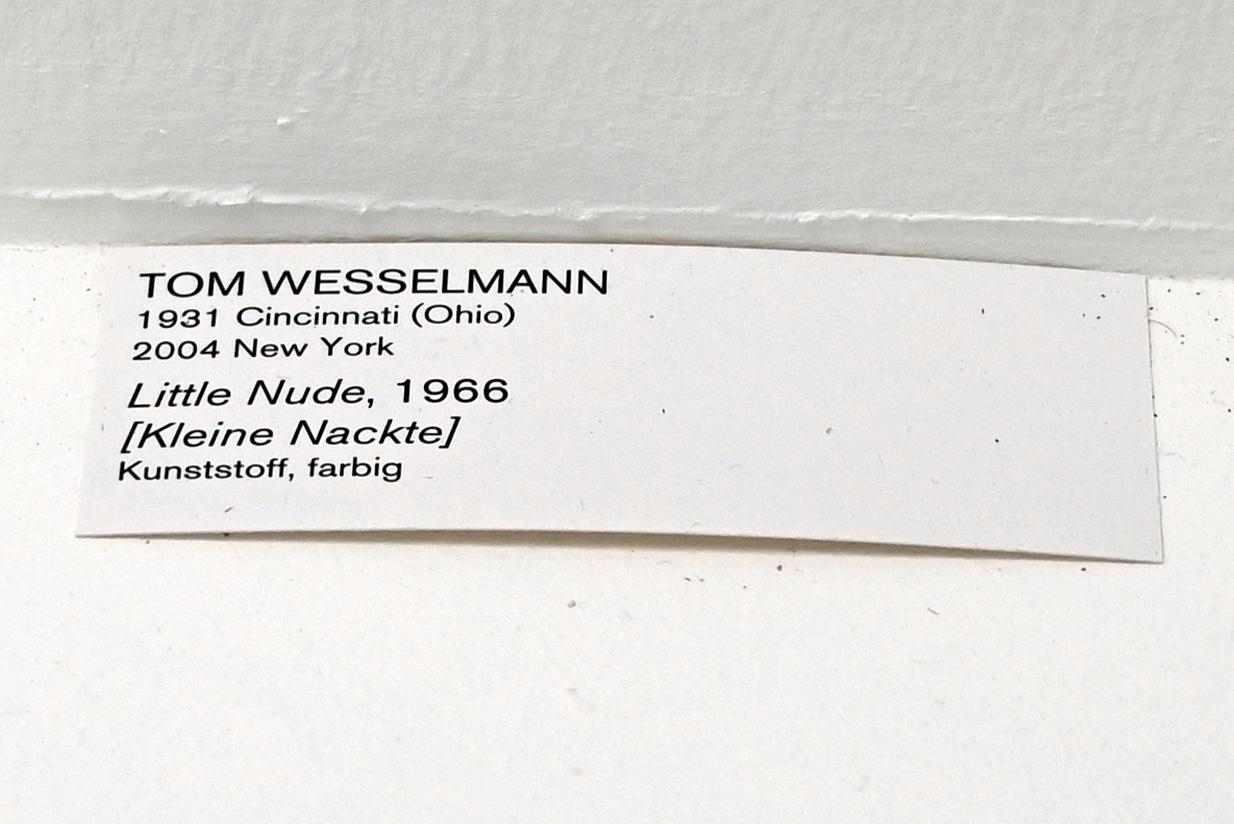 TOM WESSELMANN
1931 Cincinnati (Ohio)
2004 New York
Little Nude, 1966
[Kleine Nackte]
Kunststoff, farbig